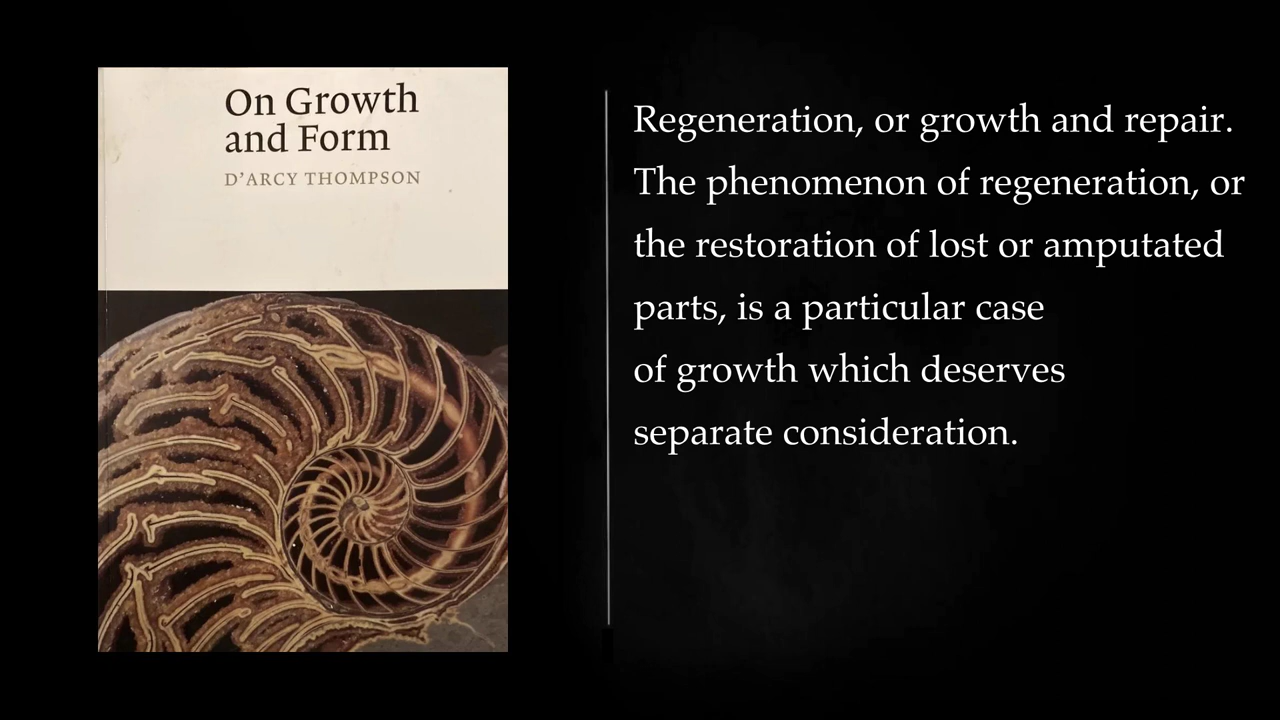 On Growth
and Form
D'ARCY THOMPSON
Regeneration, or growth and repair.
The phenomenon of regeneration, or
the restoration of lost or amputated
parts, is a particular case
of growth which deserves
separate consideration.